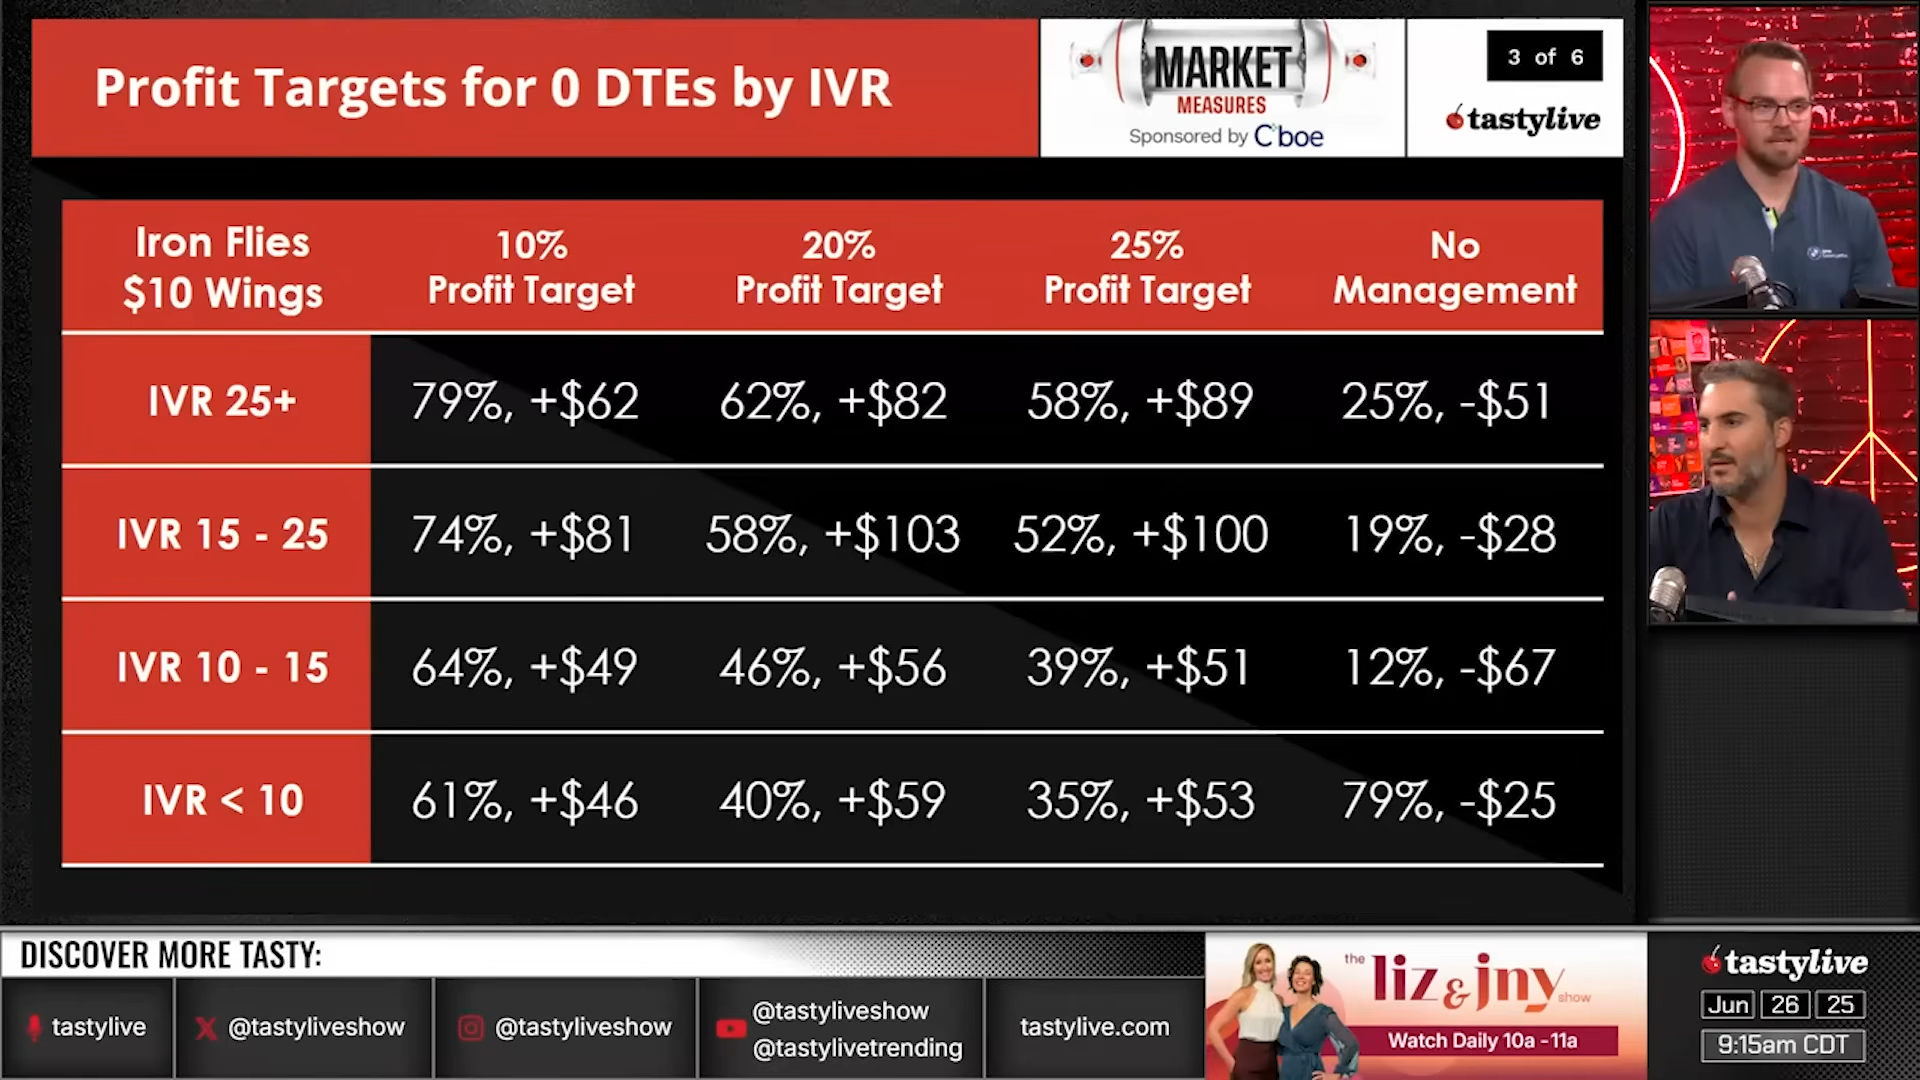 Profit Targets for 0 DTEs by IVR
MARKET
MEASURES
Sponsored by Cboe
3 of 6
tastylive
Iron Flies
$10 Wings
10%
Profit Target
20%
Profit Target
25%
Profit Target
No
Management
IVR 25+
79%, +$62
62%, +$82
58%, +$89
25%, -$51
IVR 15 - 25
74%, +$81
58%, +$103
52%, +$100
19%, -$28
IVR 10 - 15
64%, +$49
46%, +$56
39%, +$51
12%, -$67
IVR < 10
61%, +$46
40%, +$59
35%, +$53
79%, -$25
DISCOVER MORE TASTY:
tastylive
@tastyliveshow
@tastyliveshow
@tastyliveshow
@tastylivetrending
tastylive.com
the liz & jny show
Watch Daily 10a - 11a
tastylive
Jun 26 25
9:15am CDT